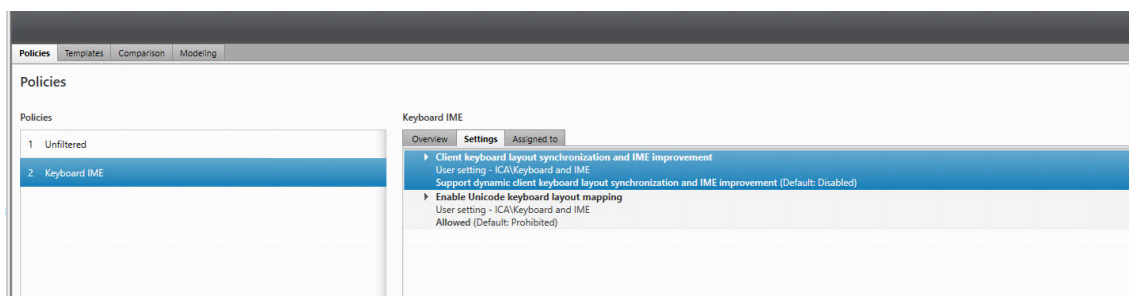 Policies Templates Comparison Modeling
Policies
Policies
1 Unfiltered
2 Keyboard IME
Keyboard IME
Overview Settings Assigned to
Client keyboard layout synchronization and IME improvement
User setting - ICA\Keyboard and IME
Support dynamic client keyboard layout synchronization and IME improvement (Default: Disabled)
Enable Unicode keyboard layout mapping
User setting - ICA\Keyboard and IME
Allowed (Default: Prohibited)